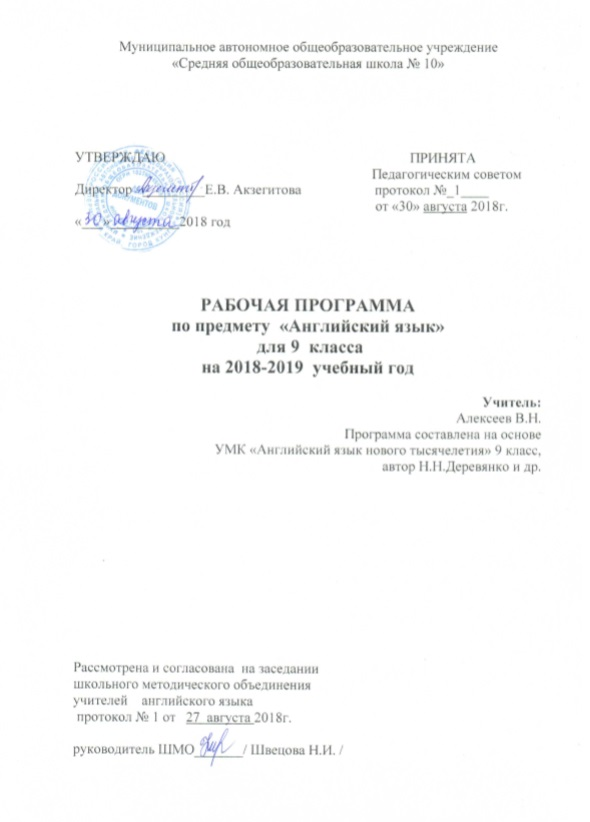 Муниципальное автономное общеобразовательное учреждение
«Средняя общеобразовательная школа № 10»
УТВЕРЖДАЮ
Директор Е.В. Акзегитова
«30» августа 2018 год
ПРИНЯТА
Педагогическим советом
протокол №_1____
от «30» августа 2018г.
РАБОЧАЯ ПРОГРАММА
по предмету «Английский язык»
для 9 класса
на 2018-2019 учебный год
Учитель:
Алексеев В.Н.
Программа составлена на основе
УМК «Английский язык нового тысячелетия» 9 класс,
автор Н.Н.Деревянко и др.
Рассмотрена и согласована на заседании
школьного методического объединения
учителей английского языка
протокол № 1 от 27 августа 2018г.
руководитель ШМО_______/ Швецова Н.И. /